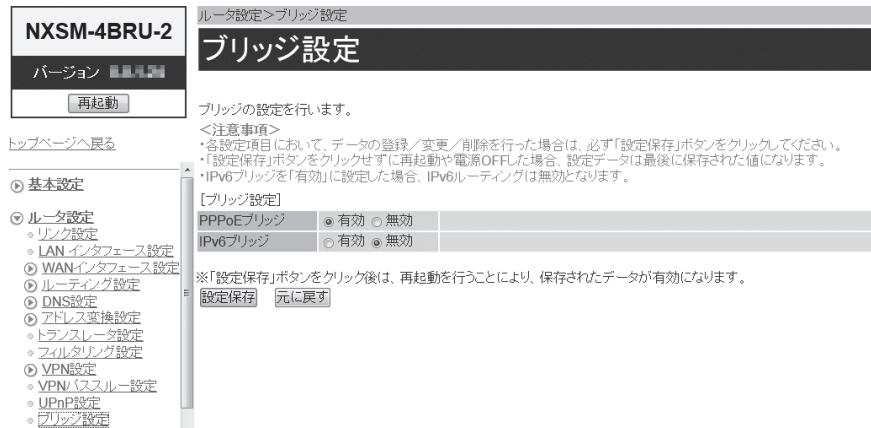 NXSM-4BRU-2
バージョン
再起動
トップページへ戻る
基本設定
ルータ設定
リンク設定
LAN インタフェース設定
WANインタフェース設定
ルーティング設定
DNS設定
アドレス変換設定
トランスレータ設定
フィルタリング設定
VPN設定
VPNパススルー設定
UPnP設定
ブリッジ設定
ルータ設定＞ブリッジ設定
ブリッジ設定
ブリッジの設定を行います。
＜注意事項＞
・各設定項目において、データの登録／変更／削除を行った場合は、必ず「設定保存」ボタンをクリックしてください。
・「設定保存」ボタンをクリックせずに再起動や電源OFFした場合、設定データは最後に保存された値になります。
・IPv6ブリッジを「有効」に設定した場合、IPv6ルーティングは無効となります。
[ブリッジ設定]
PPPoEブリッジ 有効 無効
IPv6ブリッジ 有効 無効
※「設定保存」ボタンをクリック後は、再起動を行うことにより、保存されたデータが有効になります。
設定保存 元に戻す